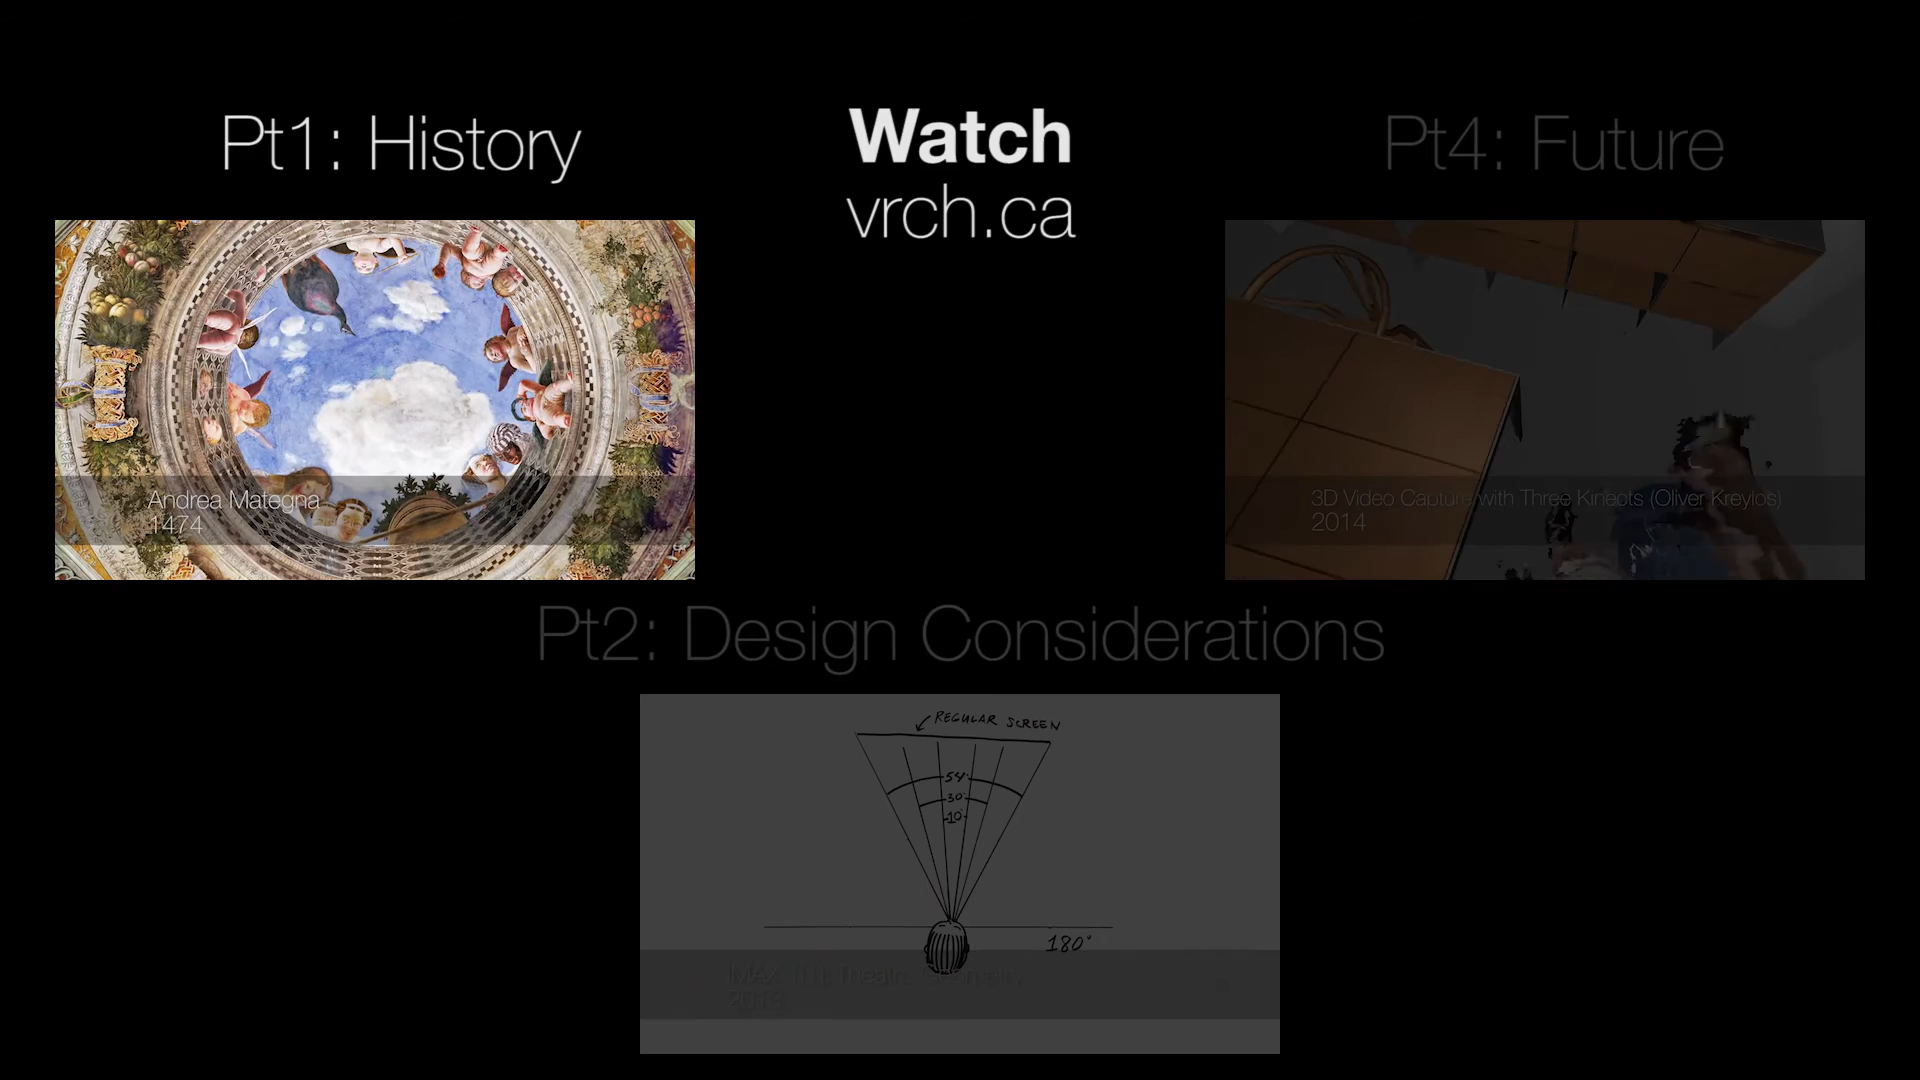 Pt1: History
Watch
vrch.ca
Pt4: Future
Andrea Mategna
1474
3D Video Capture with Three Kinects (Oliver Kreylos)
2014
Pt2: Design Considerations
REGULAR SCREEN
54°
30°
10°
180°
IMAX